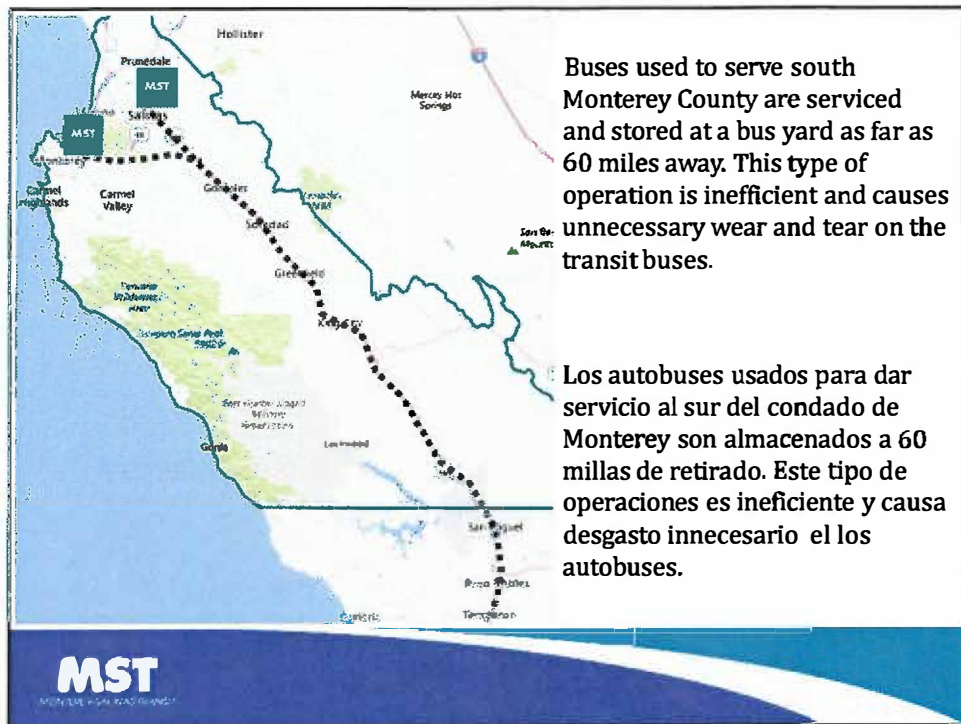 Hollister
Prunedale
MST
Mercey Hot
Springs
Salinas
MST
Monterey
Carmel
Highlands
Carmel
Valley
Gonzales
Soledad
Greenfield
King City
Gorda
San Miguel
Paso Robles
Templeton
Buses used to serve south
Monterey County are serviced
and stored at a bus yard as far as
60 miles away. This type of
operation is inefficient and causes
unnecessary wear and tear on the
transit buses.
Los autobuses usados para dar
servicio al sur del condado de
Monterey son almacenados a 60
millas de retirado. Este tipo de
operaciones es ineficiente y causa
desgasto innecesario el los
autobuses.
MST